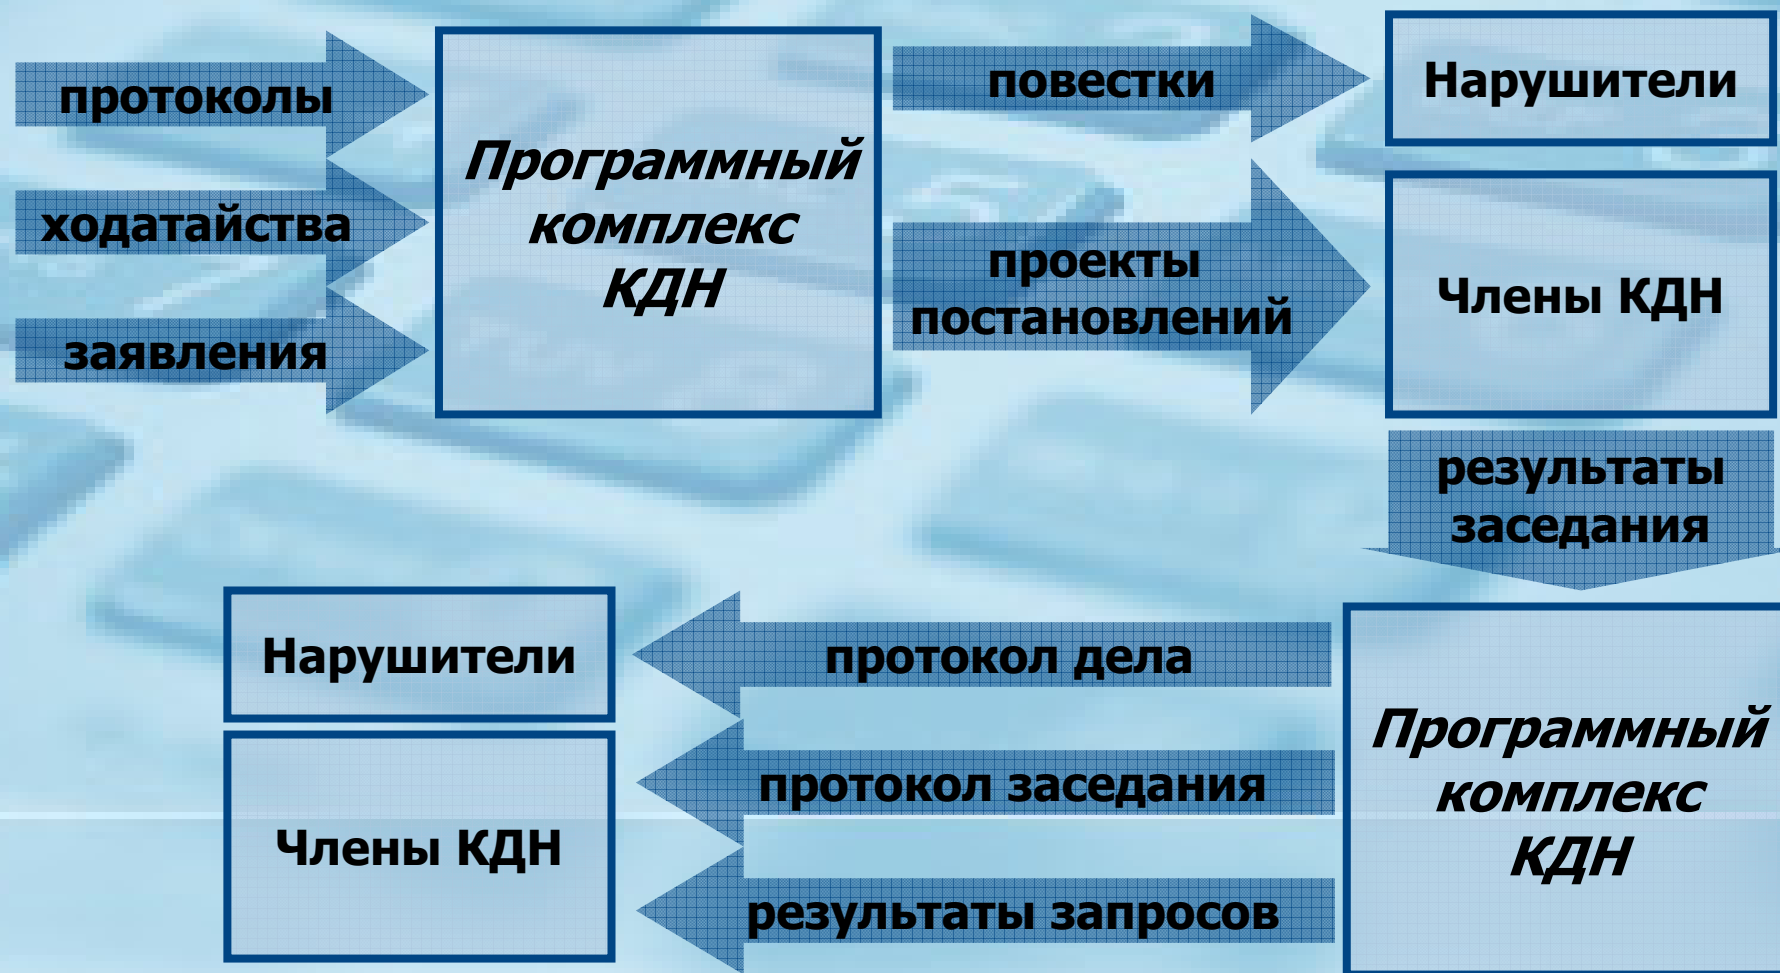 протоколы
ходатайства
заявления
Программный
комплекс
КДН
повестки
проекты
постановлений
Нарушители
Члены КДН
результаты
заседания
Программный
комплекс
КДН
протокол дела
протокол заседания
результаты запросов
Нарушители
Члены КДН